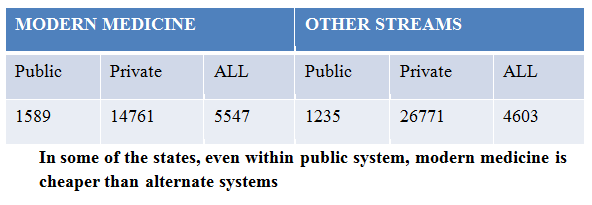 MODERN MEDICINE OTHER STREAMS
Public Private ALL Public Private ALL
1589 14761 5547 1235 26771 4603
In some of the states, even within public system, modern medicine is
cheaper than alternate systems